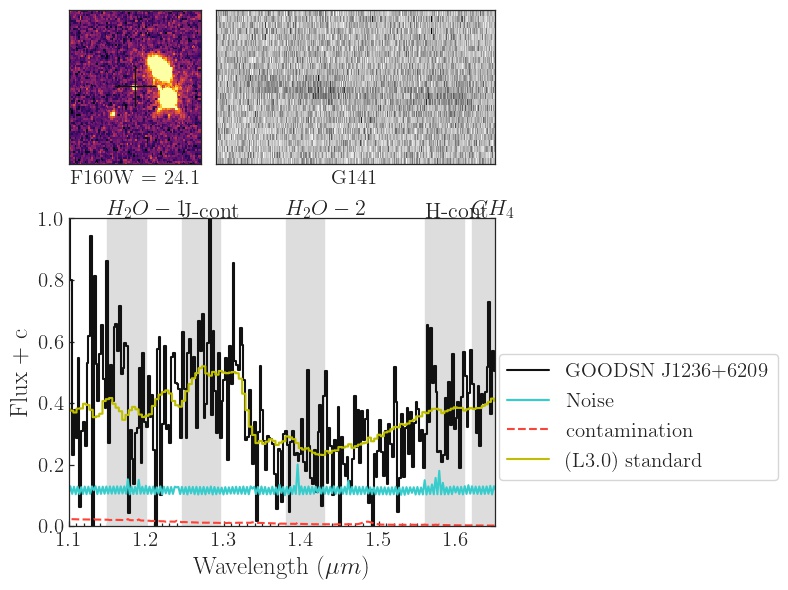 F160W = 24.1
G141
H₂O − 1
J-cont
H₂O − 2
H-cont
CH₄
1.0
0.8
0.6
0.4
0.2
0.0
Flux + c
1.1
1.2
1.3
1.4
1.5
1.6
Wavelength (μm)
GOODSN J1236+6209
Noise
contamination
(L3.0) standard